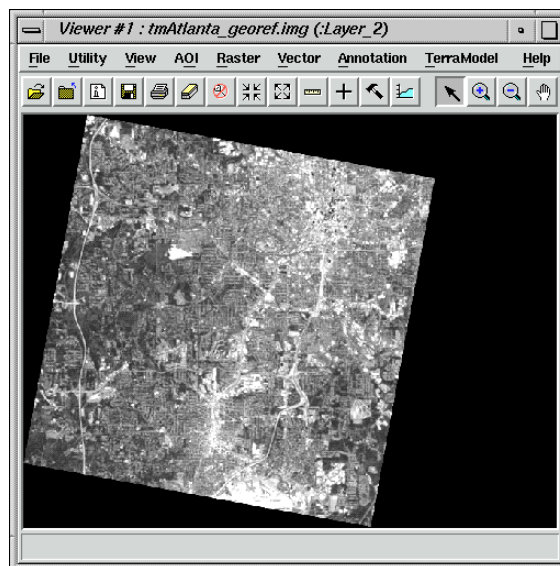 Viewer #1 : tmAtlanta_georef.img (:Layer_2)
File Utility View AOI Raster Vector Annotation TerraModel Help